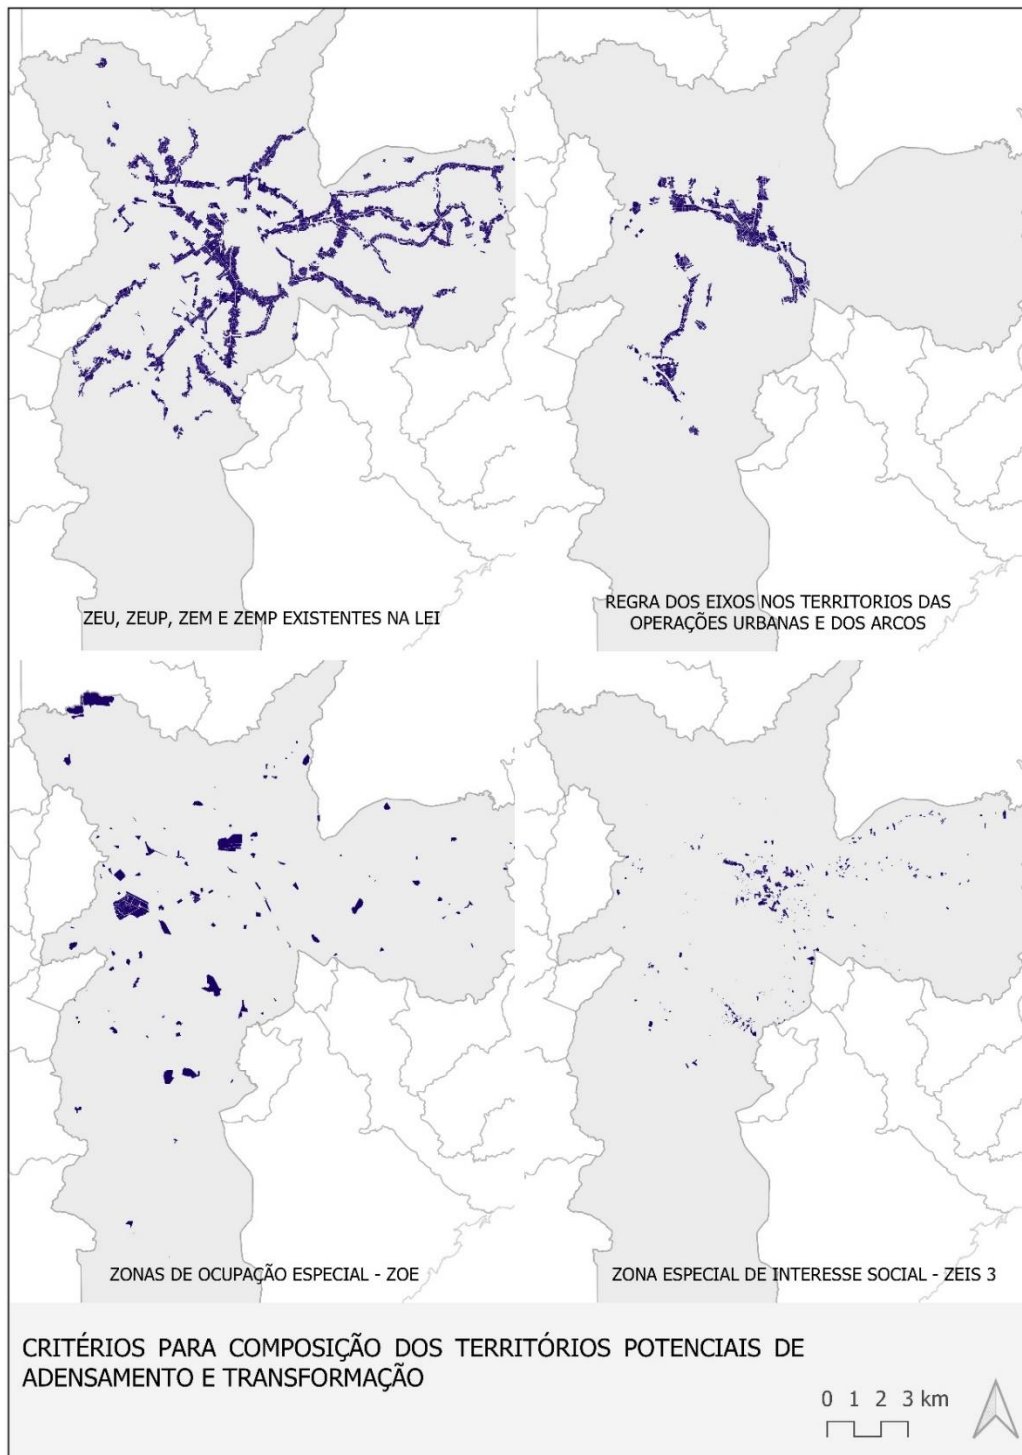 ZEU, ZEUP, ZEM E ZEMP EXISTENTES NA LEI
REGRA DOS EIXOS NOS TERRITORIOS DAS
OPERAÇÕES URBANAS E DOS ARCOS
ZONAS DE OCUPAÇÃO ESPECIAL - ZOE
ZONA ESPECIAL DE INTERESSE SOCIAL - ZEIS 3
CRITÉRIOS PARA COMPOSIÇÃO DOS TERRITÓRIOS POTENCIAIS DE
ADENSAMENTO E TRANSFORMAÇÃO
0 1 2 3 km